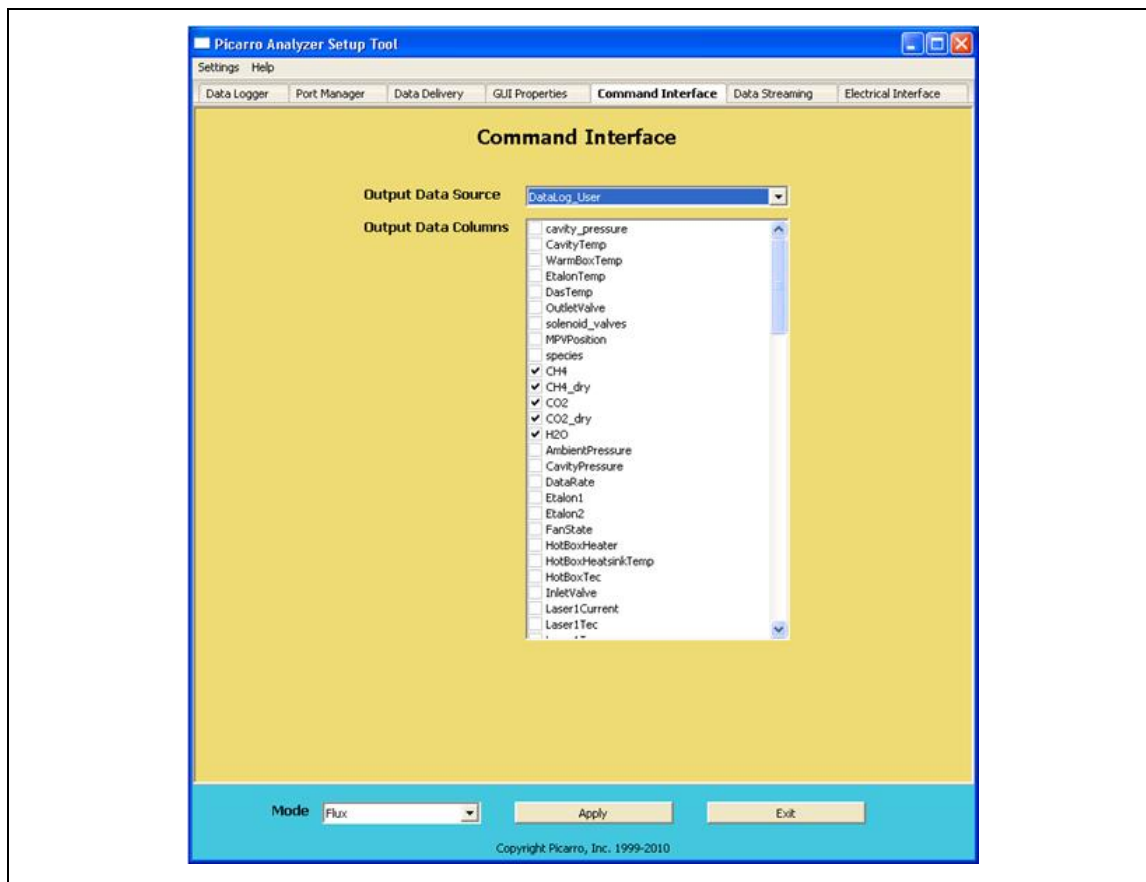 Picarro Analyzer Setup Tool
Settings Help
Data Logger Port Manager Data Delivery GUI Properties Command Interface Data Streaming Electrical Interface
Command Interface
Output Data Source DataLog_User
Output Data Columns
cavity_pressure
CavityTemp
WarmBoxTemp
EtalonTemp
DasTemp
OutletValve
solenoid_valves
MPVPosition
species
CH4
CH4_dry
CO2
CO2_dry
H2O
AmbientPressure
CavityPressure
DataRate
Etalon1
Etalon2
FanState
HotBoxHeater
HotBoxHeatsinkTemp
HotBoxTec
InletValve
Laser1Current
Laser1Tec
Mode Flux Apply Exit
Copyright Picarro, Inc. 1999-2010